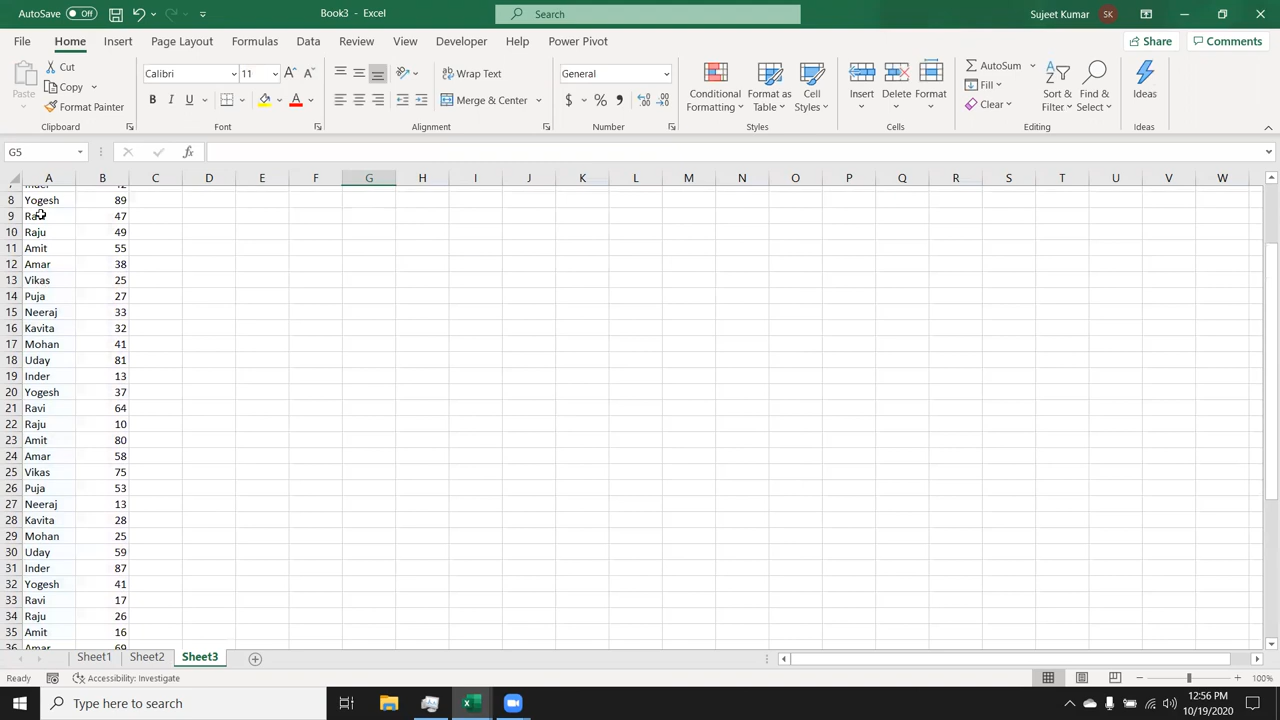 AutoSave Off Book3 - Excel Search Sujeet Kumar SK
File Home Insert Page Layout Formulas Data Review View Developer Help Power Pivot Share Comments
Paste Cut Copy Format Painter Clipboard
Calibri 11 A A B I U A Font
Wrap Text Merge & Center Alignment
General $ % , Number
Conditional Formatting Format as Table Cell Styles Styles
Insert Delete Format Cells
AutoSum Fill Clear Sort & Filter Find & Select Editing
Ideas Ideas
G5 fx
A B C D E F G H I J K L M N O P Q R S T U V W
8 Yogesh 89
9 47
10 Raju 49
11 Amit 55
12 Amar 38
13 Vikas 25
14 Puja 27
15 Neeraj 33
16 Kavita 32
17 Mohan 41
18 Uday 81
19 Inder 13
20 Yogesh 37
21 Ravi 64
22 Raju 10
23 Amit 80
24 Amar 58
25 Vikas 75
26 Puja 53
27 Neeraj 13
28 Kavita 28
29 Mohan 25
30 Uday 59
31 Inder 87
32 Yogesh 41
33 Ravi 17
34 Raju 26
35 Amit 16
36 Amar 69
Sheet1 Sheet2 Sheet3
Ready Accessibility: Investigate 100%
Type here to search 12:56 PM
10/19/2020